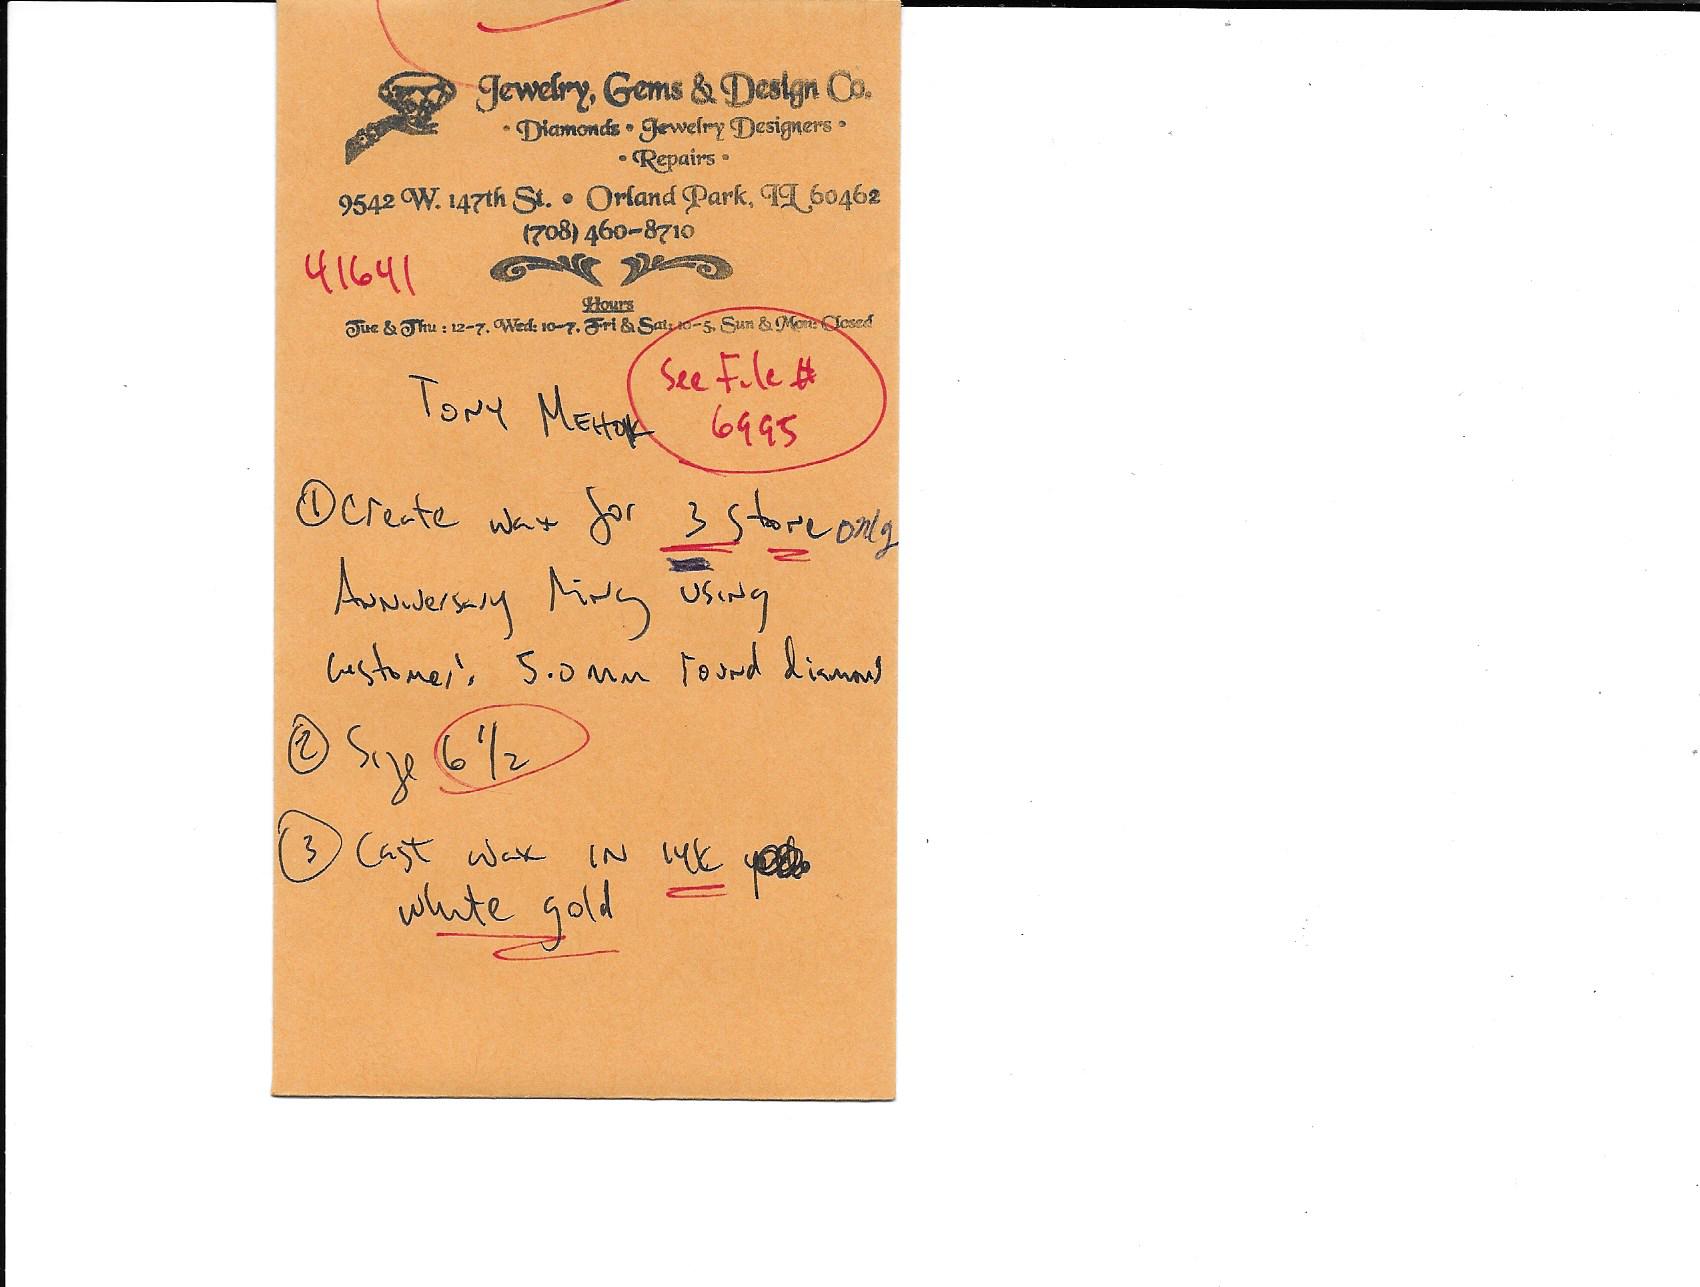 Jewelry, Gems & Design Co.
• Diamonds • Jewelry Designers •
• Repairs •
9542 W. 147th St. • Orland Park, IL 60462
(708) 460-8710
41641
Hours
Tue & Thu : 12-7, Wed: 10-7, Fri & Sat: 10-5, Sun & Mon: Closed
See File #
6995
TONY MEHOK
① Create wax for 3 stone only
Anniversary Ring using
customer's 5.0 mm round diamond
② Size 6 1/2
③ Cast wax IN 14K
white gold